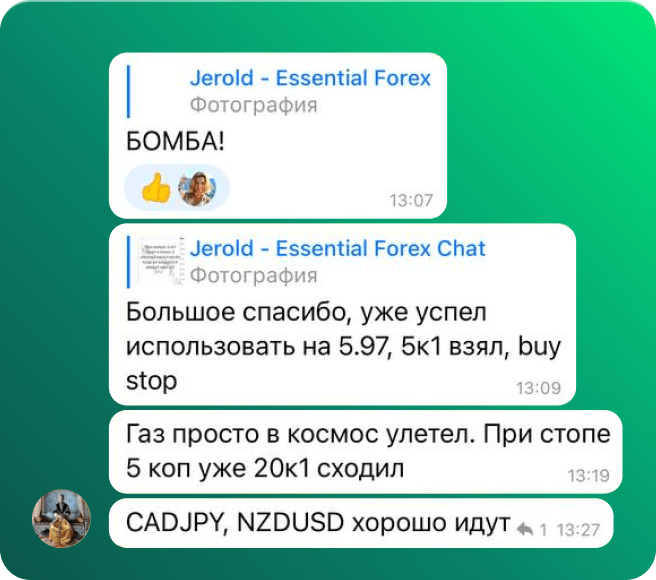 Jerold - Essential Forex
Фотография
БОМБА!
13:07
Jerold - Essential Forex Chat
Фотография
Большое спасибо, уже успел
использовать на 5.97, 5к1 взял, buy
stop
13:09
Газ просто в космос улетел. При стопе
5 коп уже 20к1 сходил
13:19
CADJPY, NZDUSD хорошо идут
1 13:27